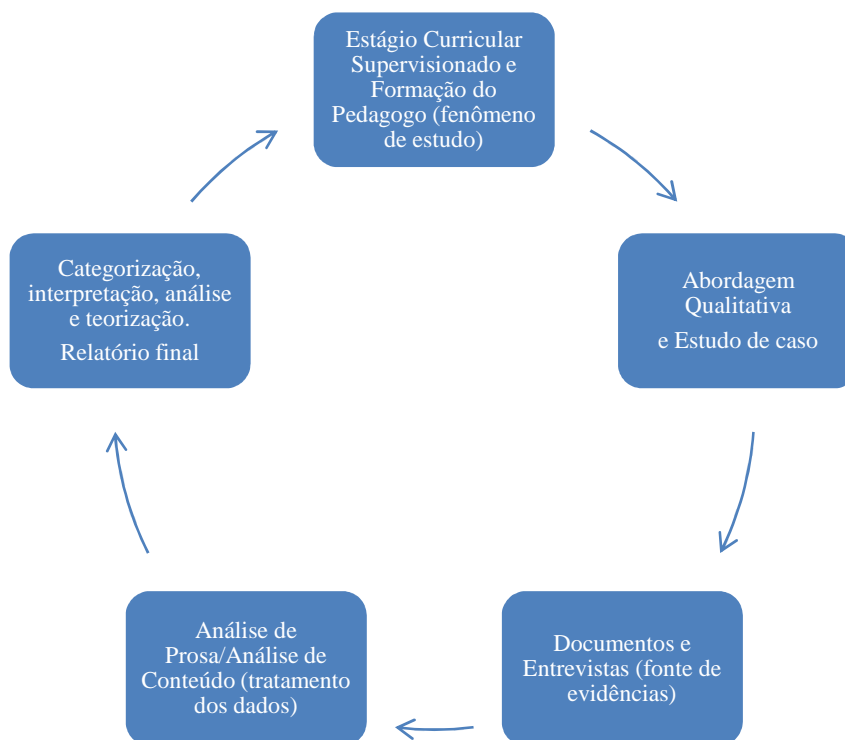 Estágio Curricular
Supervisionado e
Formação do
Pedagogo (fenômeno
de estudo)
Abordagem
Qualitativa
e Estudo de caso
Documentos e
Entrevistas (fonte de
evidências)
Análise de
Prosa/Análise de
Conteúdo (tratamento
dos dados)
Categorização,
interpretação, análise
e teorização.
Relatório final